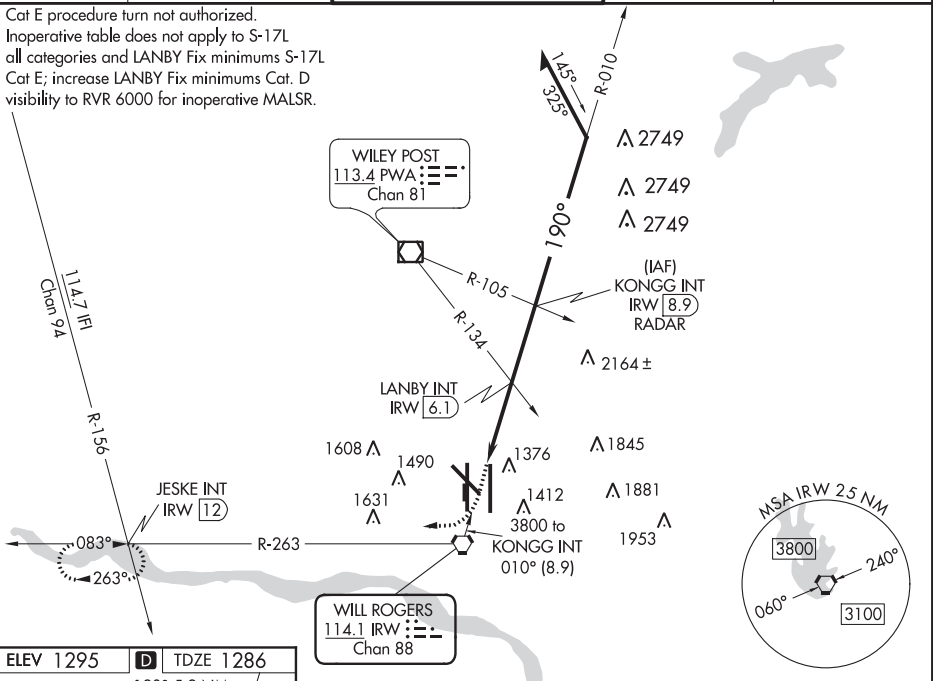 Cat E procedure turn not authorized.
Inoperative table does not apply to S-17L
all categories and LANBY Fix minimums S-17L
Cat E; increase LANBY Fix minimums Cat. D
visibility to RVR 6000 for inoperative MALSR.
145°
325°
R-010
2749
2749
2749
WILEY POST
113.4 PWA
Chan 81
190°
R-105
R-134
(IAF)
KONGG INT
IRW 8.9
RADAR
114.7 IFI
Chan 94
R-156
2164 ±
LANBY INT
IRW 6.1
1608
1490
1631
1376
1412
1845
1881
1953
JESKE INT
IRW 12
083°
263°
R-263
3800 to
KONGG INT
010° (8.9)
WILL ROGERS
114.1 IRW
Chan 88
MSA IRW 25 NM
3800
240°
060°
3100
ELEV 1295
D
TDZE 1286